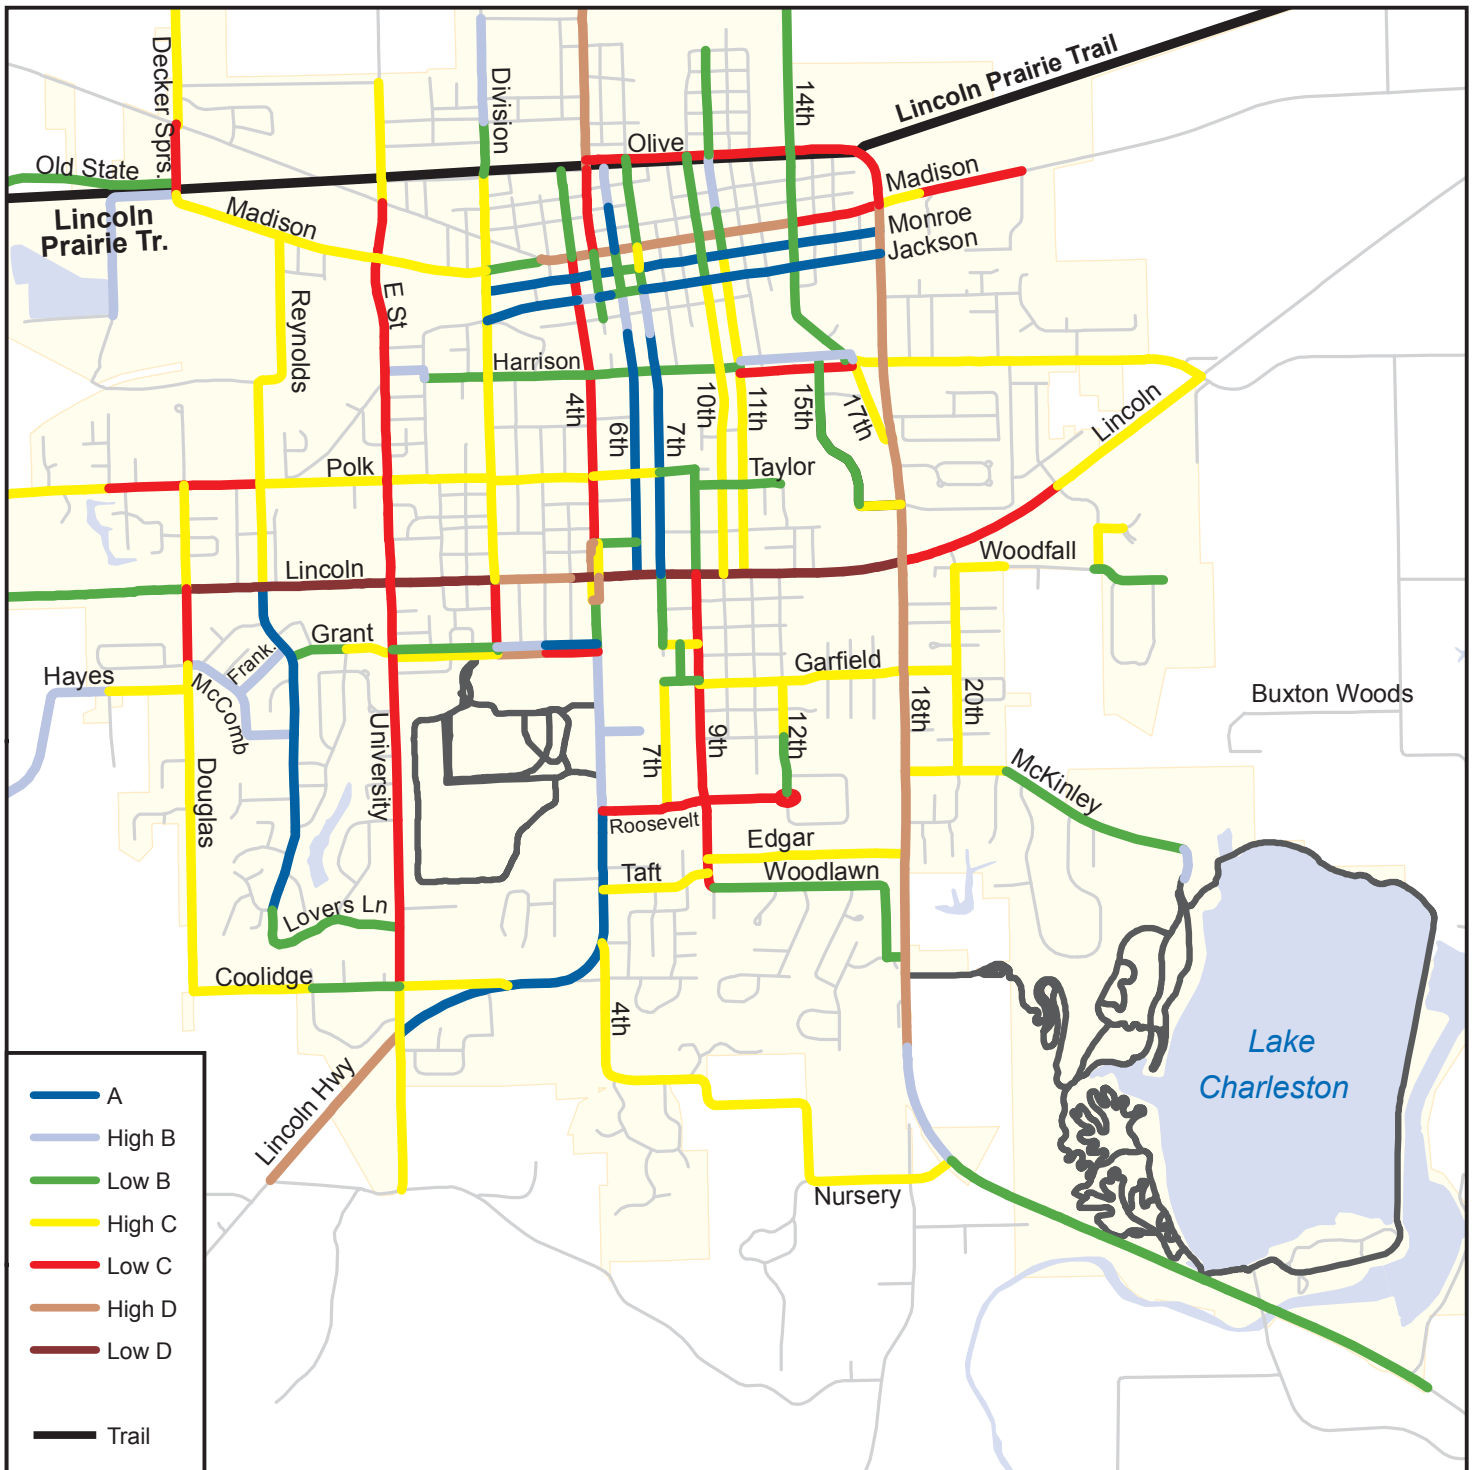 Decker Sprs.
Division
14th
Lincoln Prairie Trail
Olive
Old State
Madison
Lincoln
Prairie Tr.
Madison
Monroe
Jackson
Reynolds
E St
Harrison
4th
6th
7th
10th
11th
15th
17th
Lincoln
Polk
Taylor
Lincoln
Woodfall
Grant
Frank.
Hayes
McComb
Garfield
18th
20th
Buxton Woods
Douglas
University
7th
9th
12th
McKinley
Roosevelt
Edgar
Taft
Woodlawn
Lovers Ln
Coolidge
4th
Lake
Charleston
Lincoln Hwy
Nursery
A
High B
Low B
High C
Low C
High D
Low D
Trail